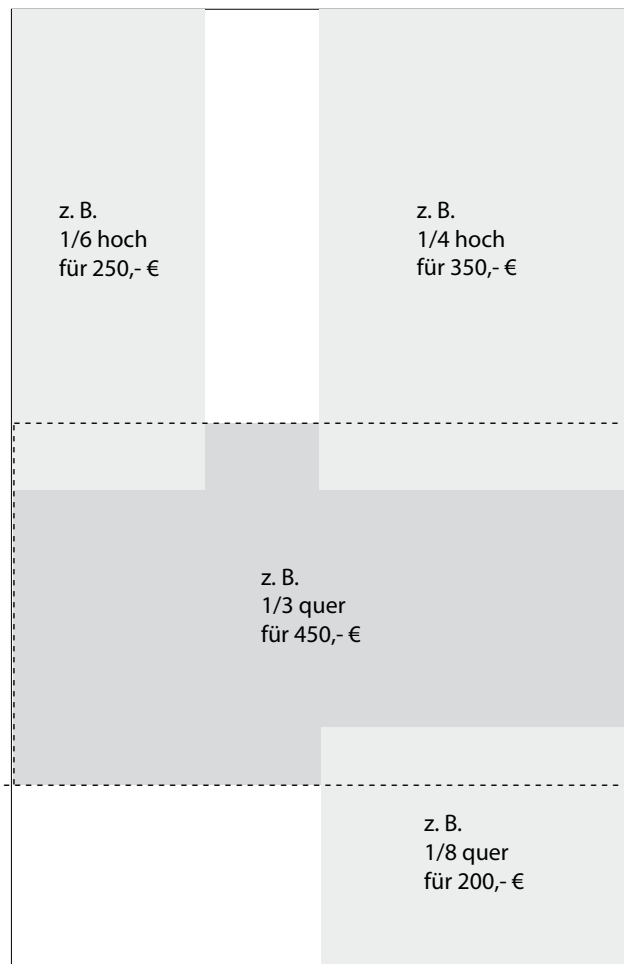 z. B.
1/6 hoch
für 250,- €
z. B.
1/4 hoch
für 350,- €
z. B.
1/3 quer
für 450,- €
z. B.
1/8 quer
für 200,- €